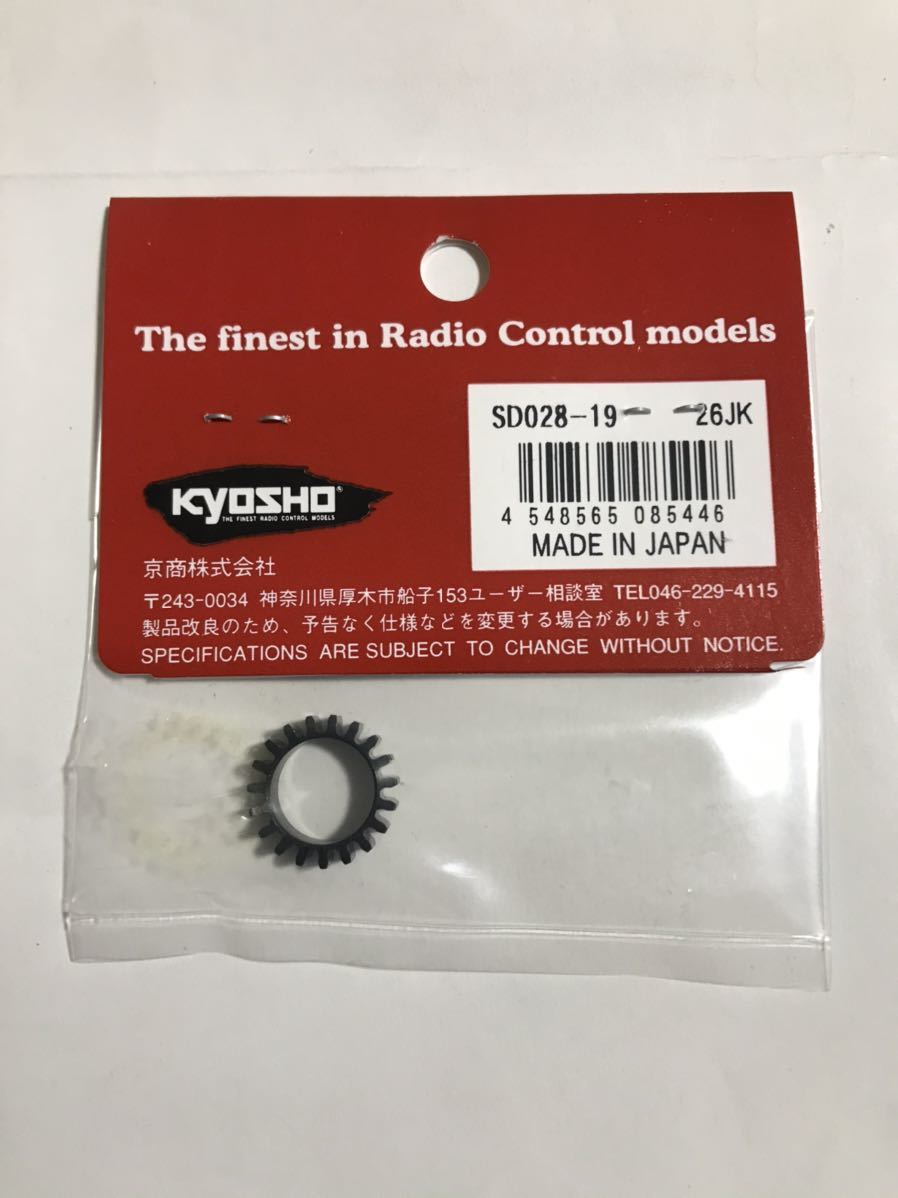 The finest in Radio Control models
SD028-19 26JK
4 548565 085446
MADE IN JAPAN
KYOSHO®
THE FINEST RADIO CONTROL MODELS
京商株式会社
〒243-0034 神奈川県厚木市船子153ユーザー相談室 TEL046-229-4115
製品改良のため、予告なく仕様などを変更する場合があります。
SPECIFICATIONS ARE SUBJECT TO CHANGE WITHOUT NOTICE.